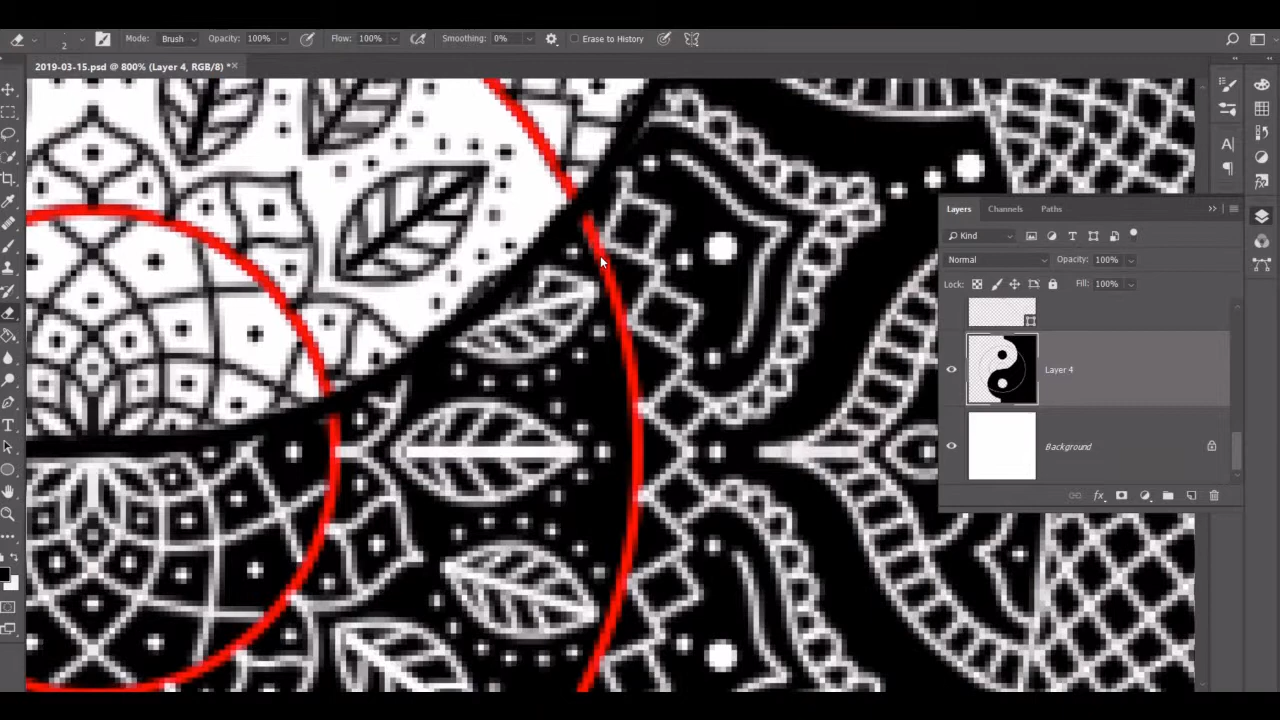 2 Mode: Brush Opacity: 100% Flow: 100% Smoothing: 0% Erase to History
2019-03-15.psd @ 800% (Layer 4, RGB/8) *
Layers Channels Paths
Kind
Normal Opacity: 100%
Lock: Fill: 100%
Layer 4
Background